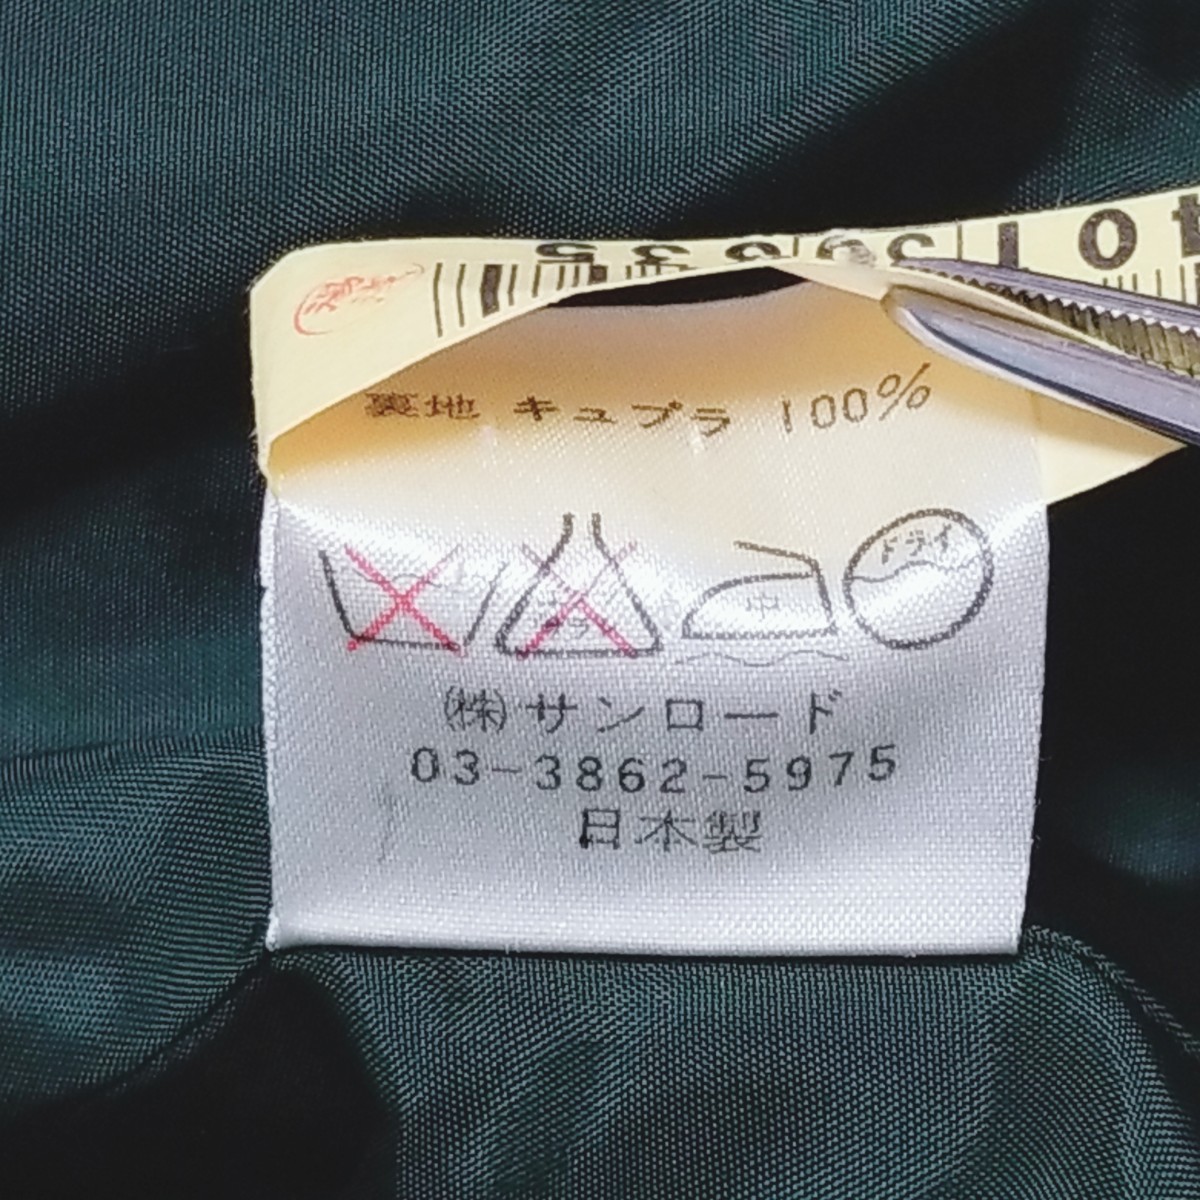 裏地 キュプラ 100%
中
ドライ
㈱サンロード
03-3862-5975
日本製